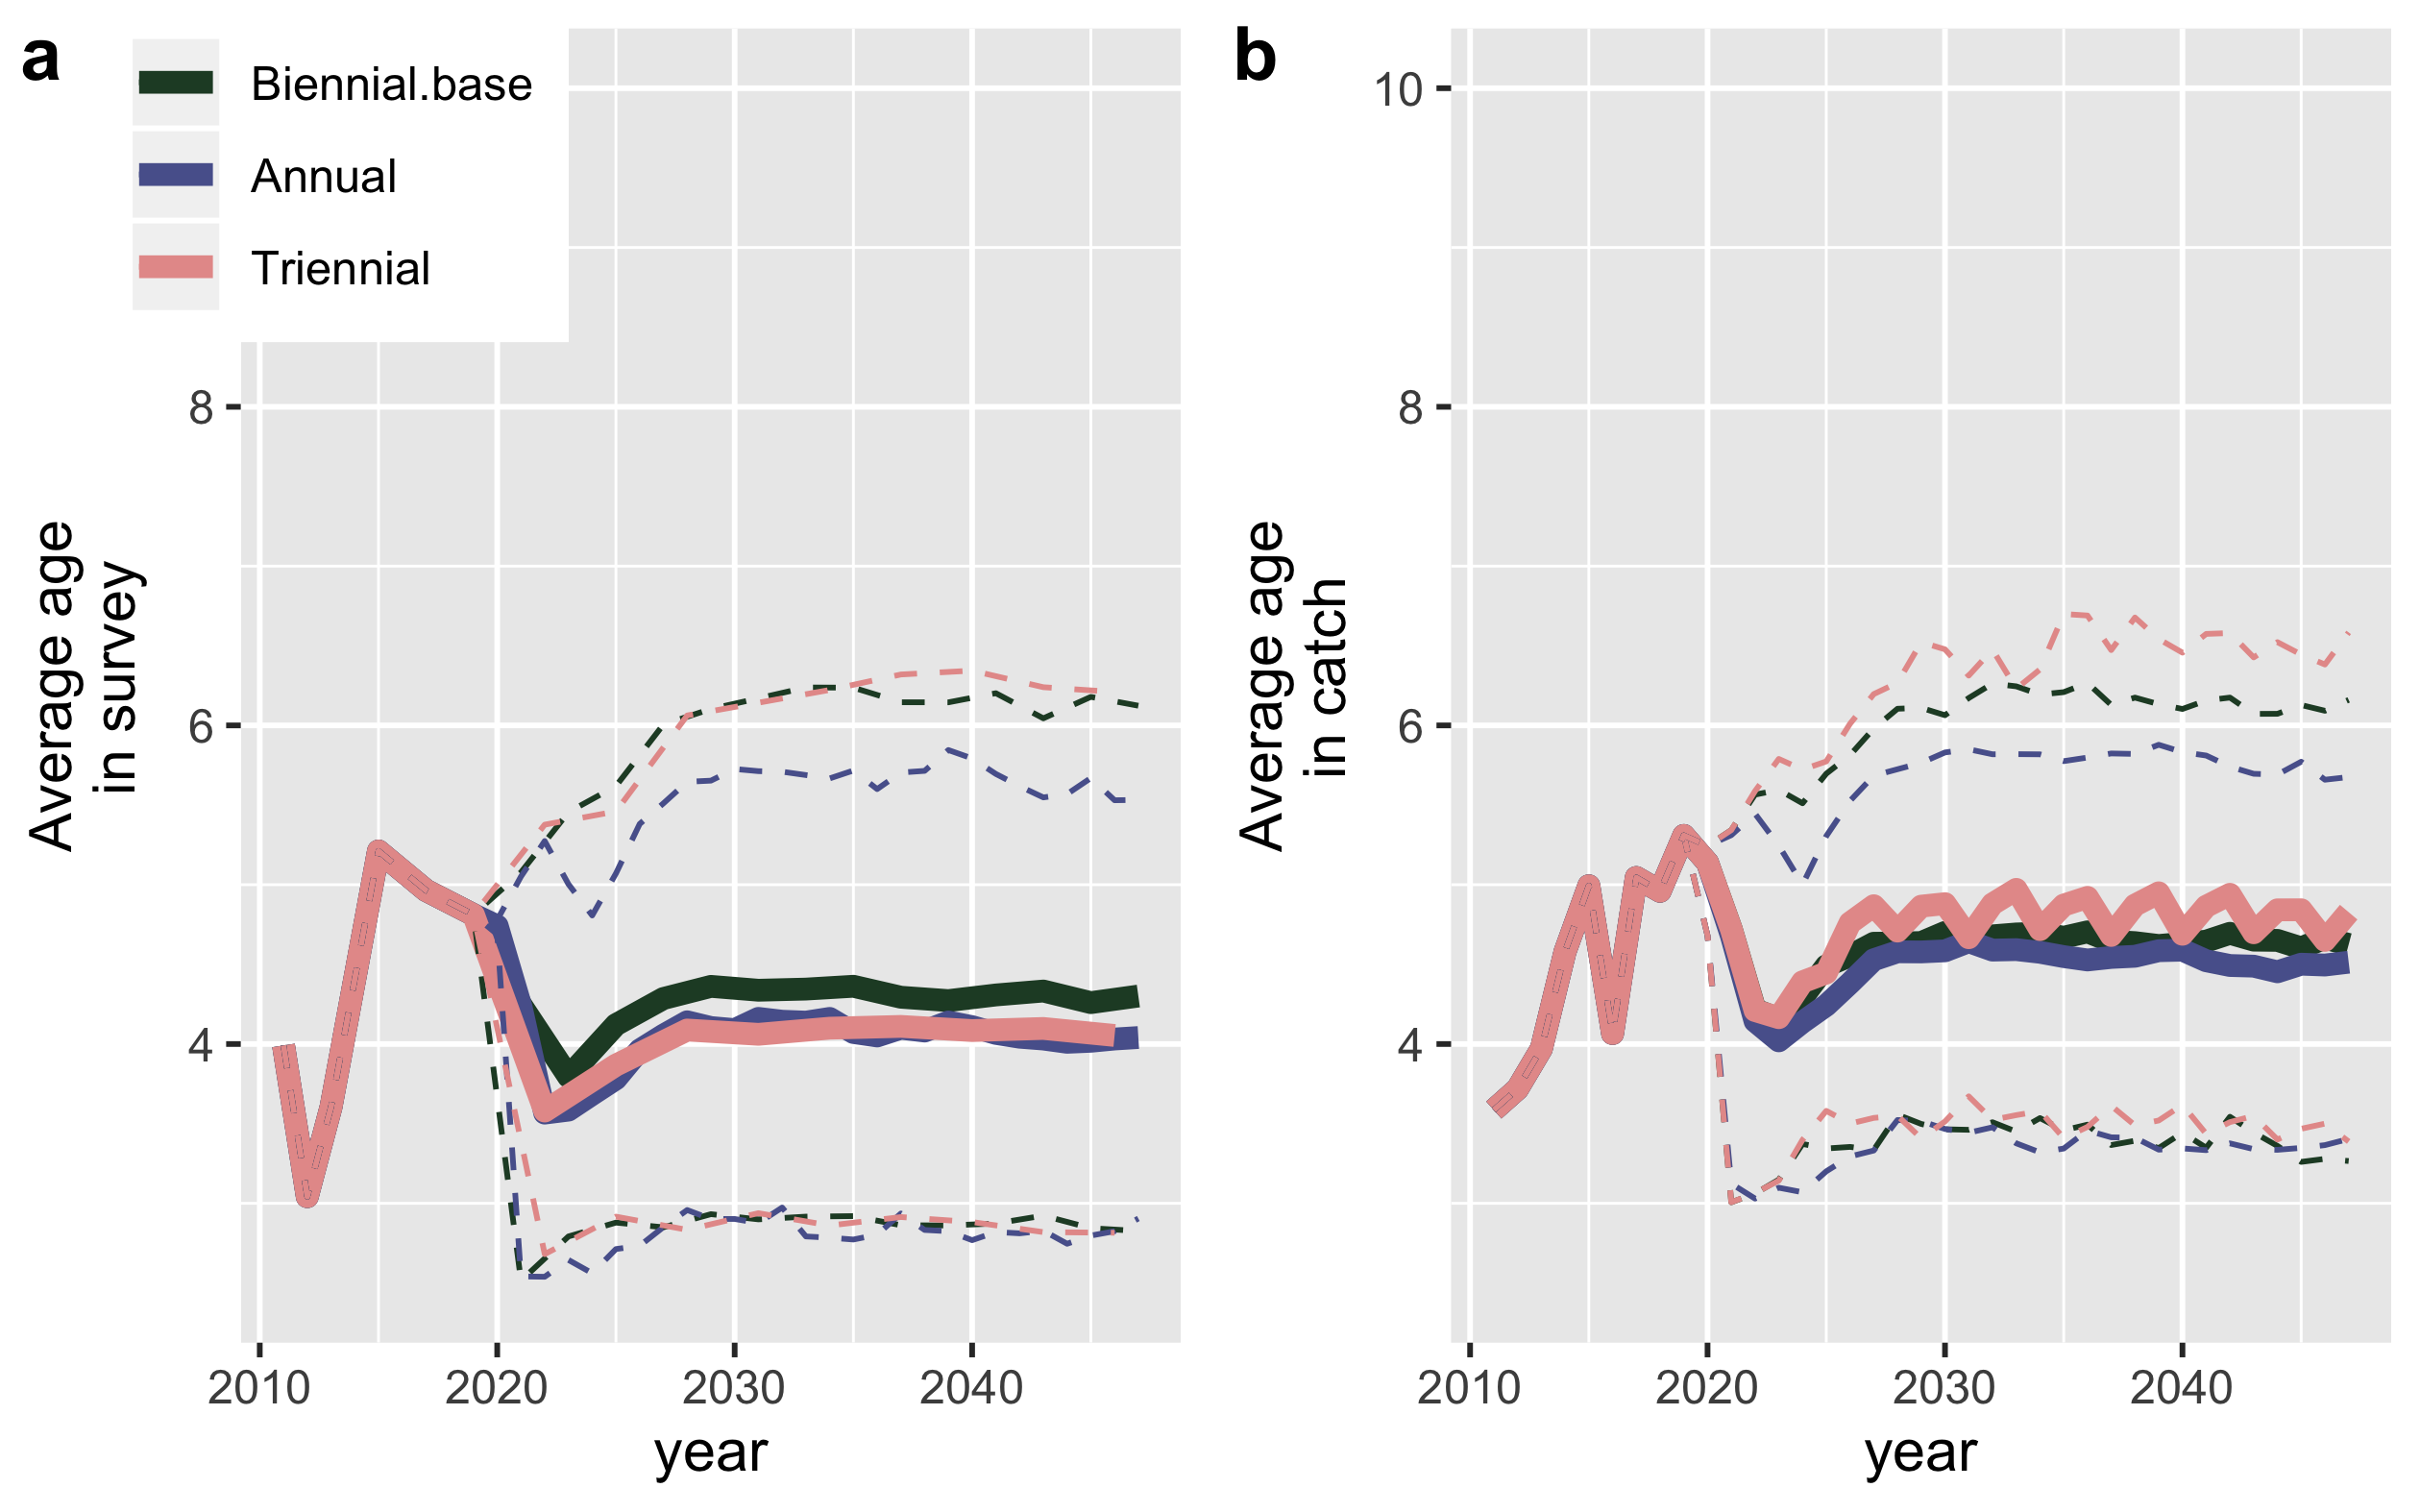 a
Biennial.base
Annual
Triennial
Average age
in survey
8
6
4
2010
2020
2030
2040
year
b
Average age
in catch
10
8
6
4
2010
2020
2030
2040
year